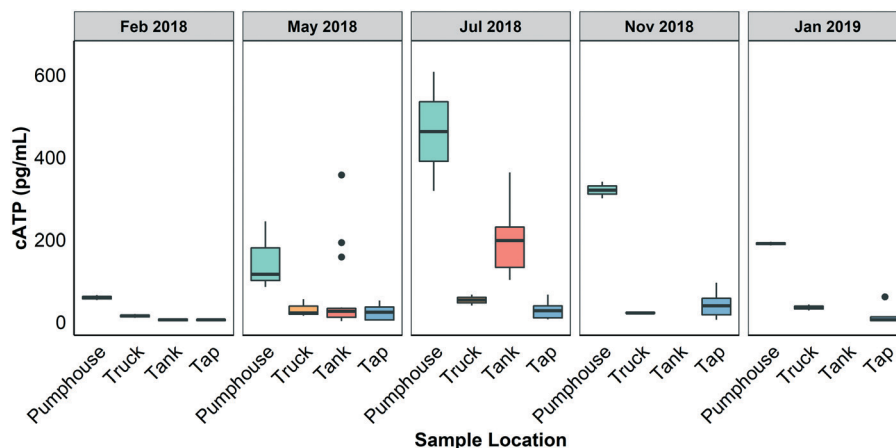 Feb 2018 May 2018 Jul 2018 Nov 2018 Jan 2019
cATP (pg/mL)
600
400
200
0
Pumphouse Truck Tank Tap Pumphouse Truck Tank Tap Pumphouse Truck Tank Tap Pumphouse Truck Tank Tap Pumphouse Truck Tank Tap
Sample Location